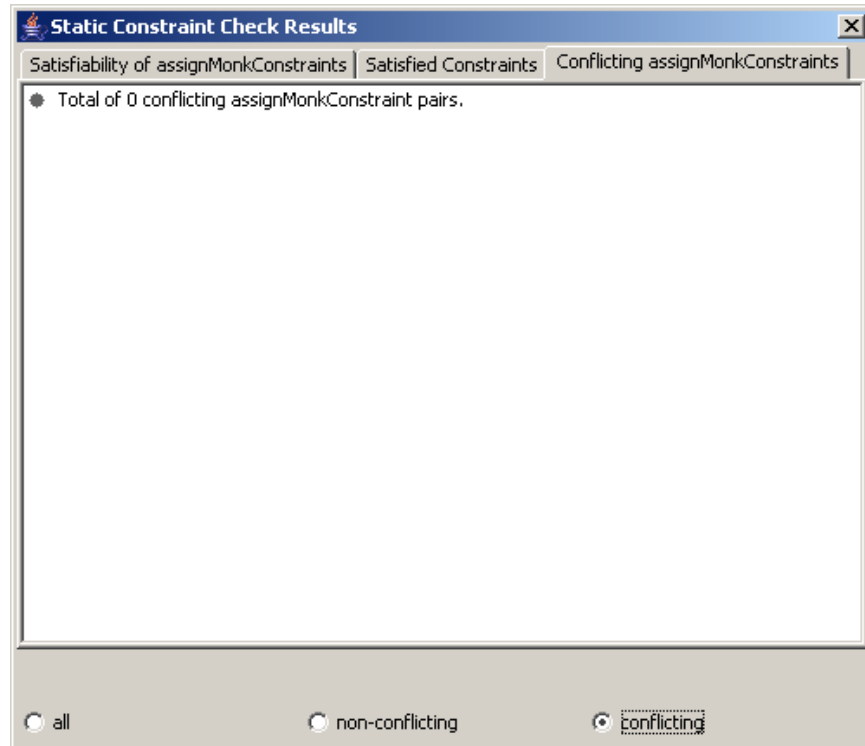 Static Constraint Check Results
Satisfiability of assignMonkConstraints Satisfied Constraints Conflicting assignMonkConstraints
Total of 0 conflicting assignMonkConstraint pairs.
all non-conflicting conflicting